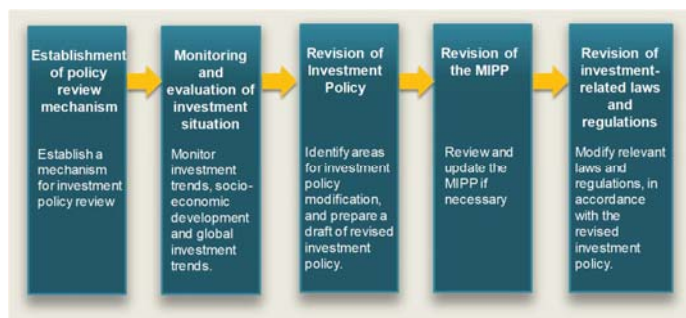 Establishment
of policy
review
mechanism
Establish a
mechanism
for investment
policy review
Monitoring
and
evaluation of
investment
situation
Monitor
investment
trends, socio-
economic
development
and global
investment
trends.
Revision of
Investment
Policy
Identify areas
for investment
policy
modification,
and prepare a
draft of revised
investment
policy.
Revision of
the MIPP
Review and
update the
MIPP if
necessary
Revision of
investment-
related laws
and
regulations
Modify relevant
laws and
regulations, in
accordance
with the
revised
investment
policy.